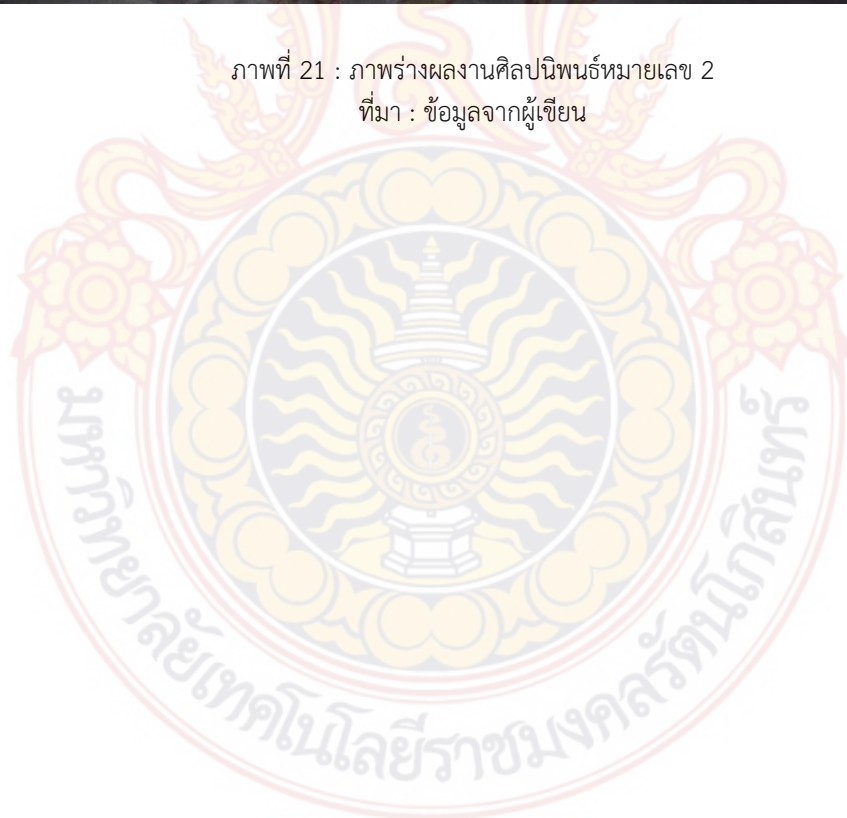 ภาพที่ 21 : ภาพร่างผลงานศิลปนิพนธ์หมายเลข 2
ที่มา : ข้อมูลจากผู้เขียน
มหาวิทยาลัยเทคโนโลยีราชมงคลรัตนโกสินทร์